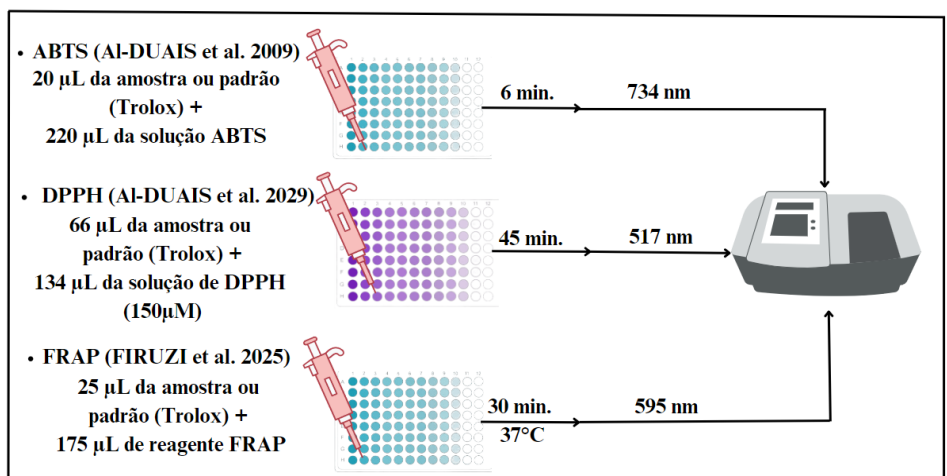 • ABTS (Al-DUAIS et al. 2009)
20 µL da amostra ou padrão
(Trolox) +
220 µL da solução ABTS
6 min.
734 nm
• DPPH (Al-DUAIS et al. 2029)
66 µL da amostra ou
padrão (Trolox) +
134 µL da solução de DPPH
(150µM)
45 min.
517 nm
• FRAP (FIRUZI et al. 2025)
25 µL da amostra ou
padrão (Trolox) +
175 µL de reagente FRAP
30 min.
37°C
595 nm